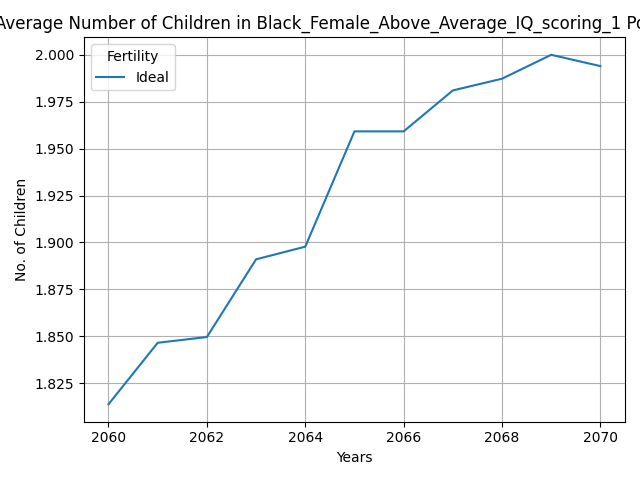 Average Number of Children in Black_Female_Above_Average_IQ_scoring_1 Po
Fertility
Ideal
2.000
1.975
1.950
1.925
1.900
1.875
1.850
1.825
No. of Children
2060 2062 2064 2066 2068 2070
Years